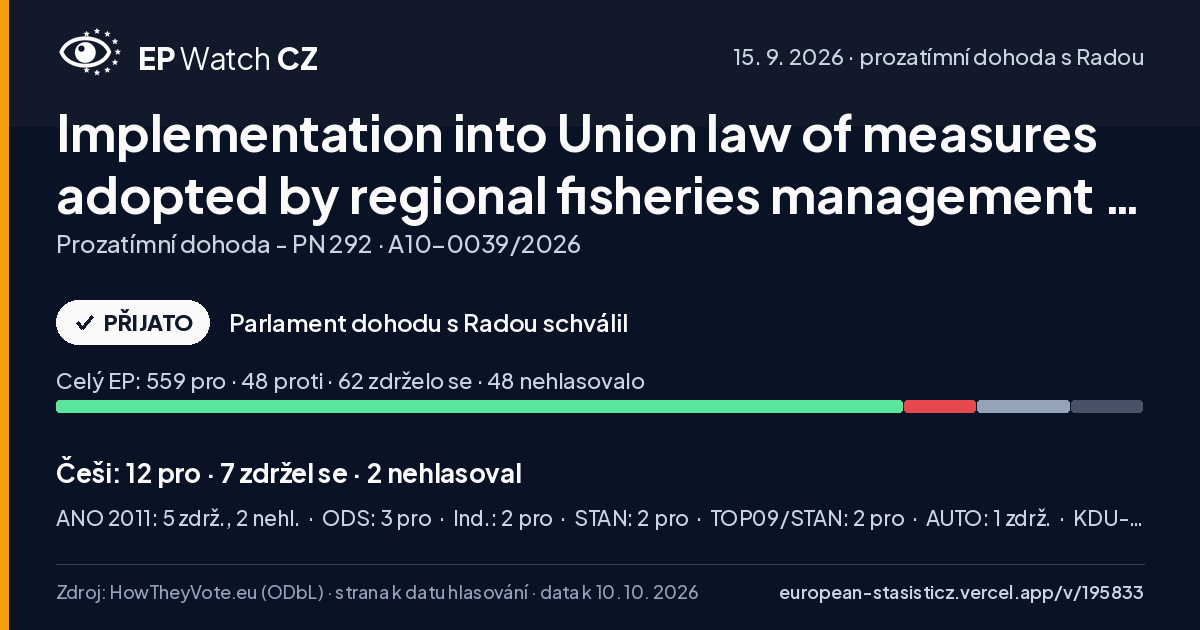 EP Watch CZ
15. 9. 2026 · prozatímní dohoda s Radou
Implementation into Union law of measures
adopted by regional fisheries management …
Prozatímní dohoda – PN 292 · A10–0039/2026
✓ PŘIJATO Parlament dohodu s Radou schválil
Celý EP: 559 pro · 48 proti · 62 zdrželo se · 48 nehlasovalo
Češi: 12 pro · 7 zdržel se · 2 nehlasoval
ANO 2011: 5 zdrž., 2 nehl. · ODS: 3 pro · Ind.: 2 pro · STAN: 2 pro · TOP09/STAN: 2 pro · AUTO: 1 zdrž. · KDU-…
Zdroj: HowTheyVote.eu (ODbL) · strana k datu hlasování · data k 10. 10. 2026
european-stasisticz.vercel.app/v/195833